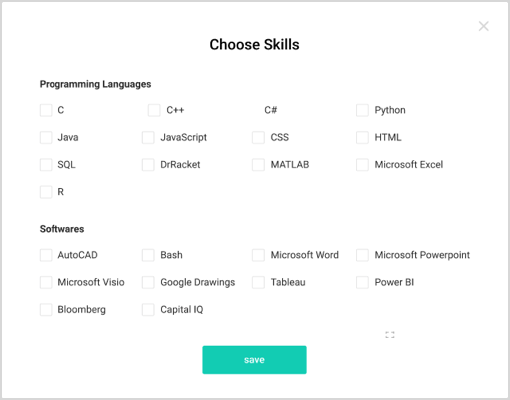 Choose Skills
Programming Languages
C C++ C# Python
Java JavaScript CSS HTML
SQL DrRacket MATLAB Microsoft Excel
R
Softwares
AutoCAD Bash Microsoft Word Microsoft Powerpoint
Microsoft Visio Google Drawings Tableau Power BI
Bloomberg Capital IQ
save